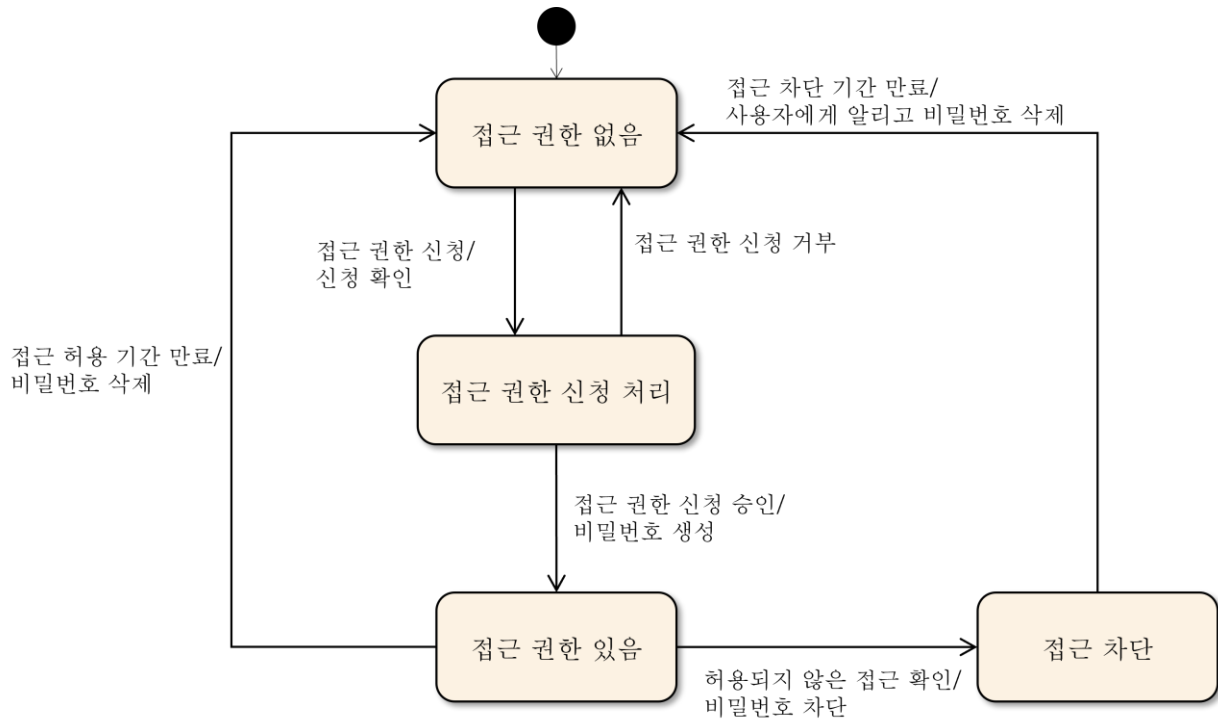 접근 차단 기간 만료/
사용자에게 알리고 비밀번호 삭제
접근 권한 없음
접근 권한 신청/
신청 확인
접근 권한 신청 거부
접근 허용 기간 만료/
비밀번호 삭제
접근 권한 신청 처리
접근 권한 신청 승인/
비밀번호 생성
접근 권한 있음
접근 차단
허용되지 않은 접근 확인/
비밀번호 차단